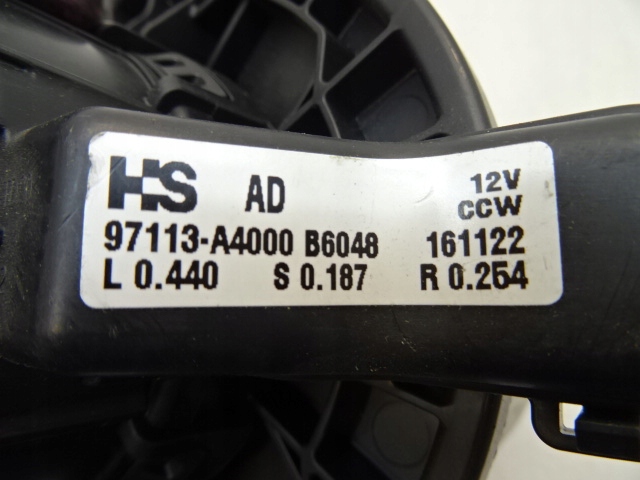 HS AD 12V
CCW
97113-A4000 B6048 161122
L 0.440 S 0.187 R 0.254